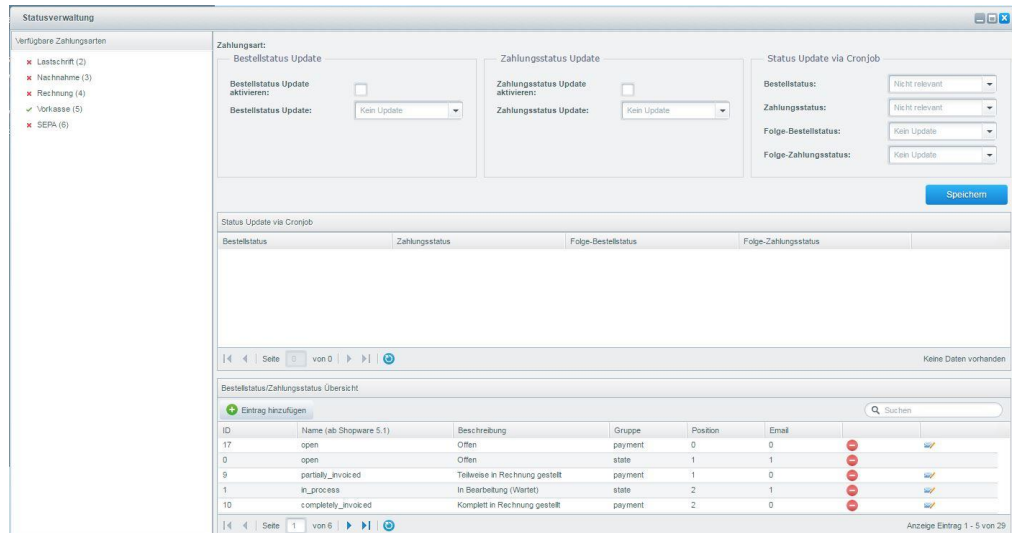 Statusverwaltung
Verfügbare Zahlungsarten
Lastschrift (2)
Nachnahme (3)
Rechnung (4)
Vorkasse (5)
SEPA (6)
Zahlungsart:
Bestellstatus Update
Bestellstatus Update aktivieren:
Bestellstatus Update: Kein Update
Zahlungsstatus Update
Zahlungsstatus Update aktivieren:
Zahlungsstatus Update: Kein Update
Status Update via Cronjob
Bestellstatus: Nicht relevant
Zahlungsstatus: Nicht relevant
Folge-Bestellstatus: Kein Update
Folge-Zahlungsstatus: Kein Update
Speichern
Status Update via Cronjob
Bestellstatus Zahlungsstatus Folge-Bestellstatus Folge-Zahlungsstatus
Seite 0 von 0 Keine Daten vorhanden
Bestellstatus/Zahlungsstatus Übersicht
Eintrag hinzufügen Suchen
ID Name (ab Shopware 5.1) Beschreibung Gruppe Position Email
17 open Offen payment 0 0
0 open Offen state 1 1
9 partially_invoiced Teilweise in Rechnung gestellt payment 1 0
1 in_process In Bearbeitung (Wartet) state 2 1
10 completely_invoiced Komplett in Rechnung gestellt payment 2 0
Seite 1 von 6 Anzeige Eintrag 1 - 5 von 29